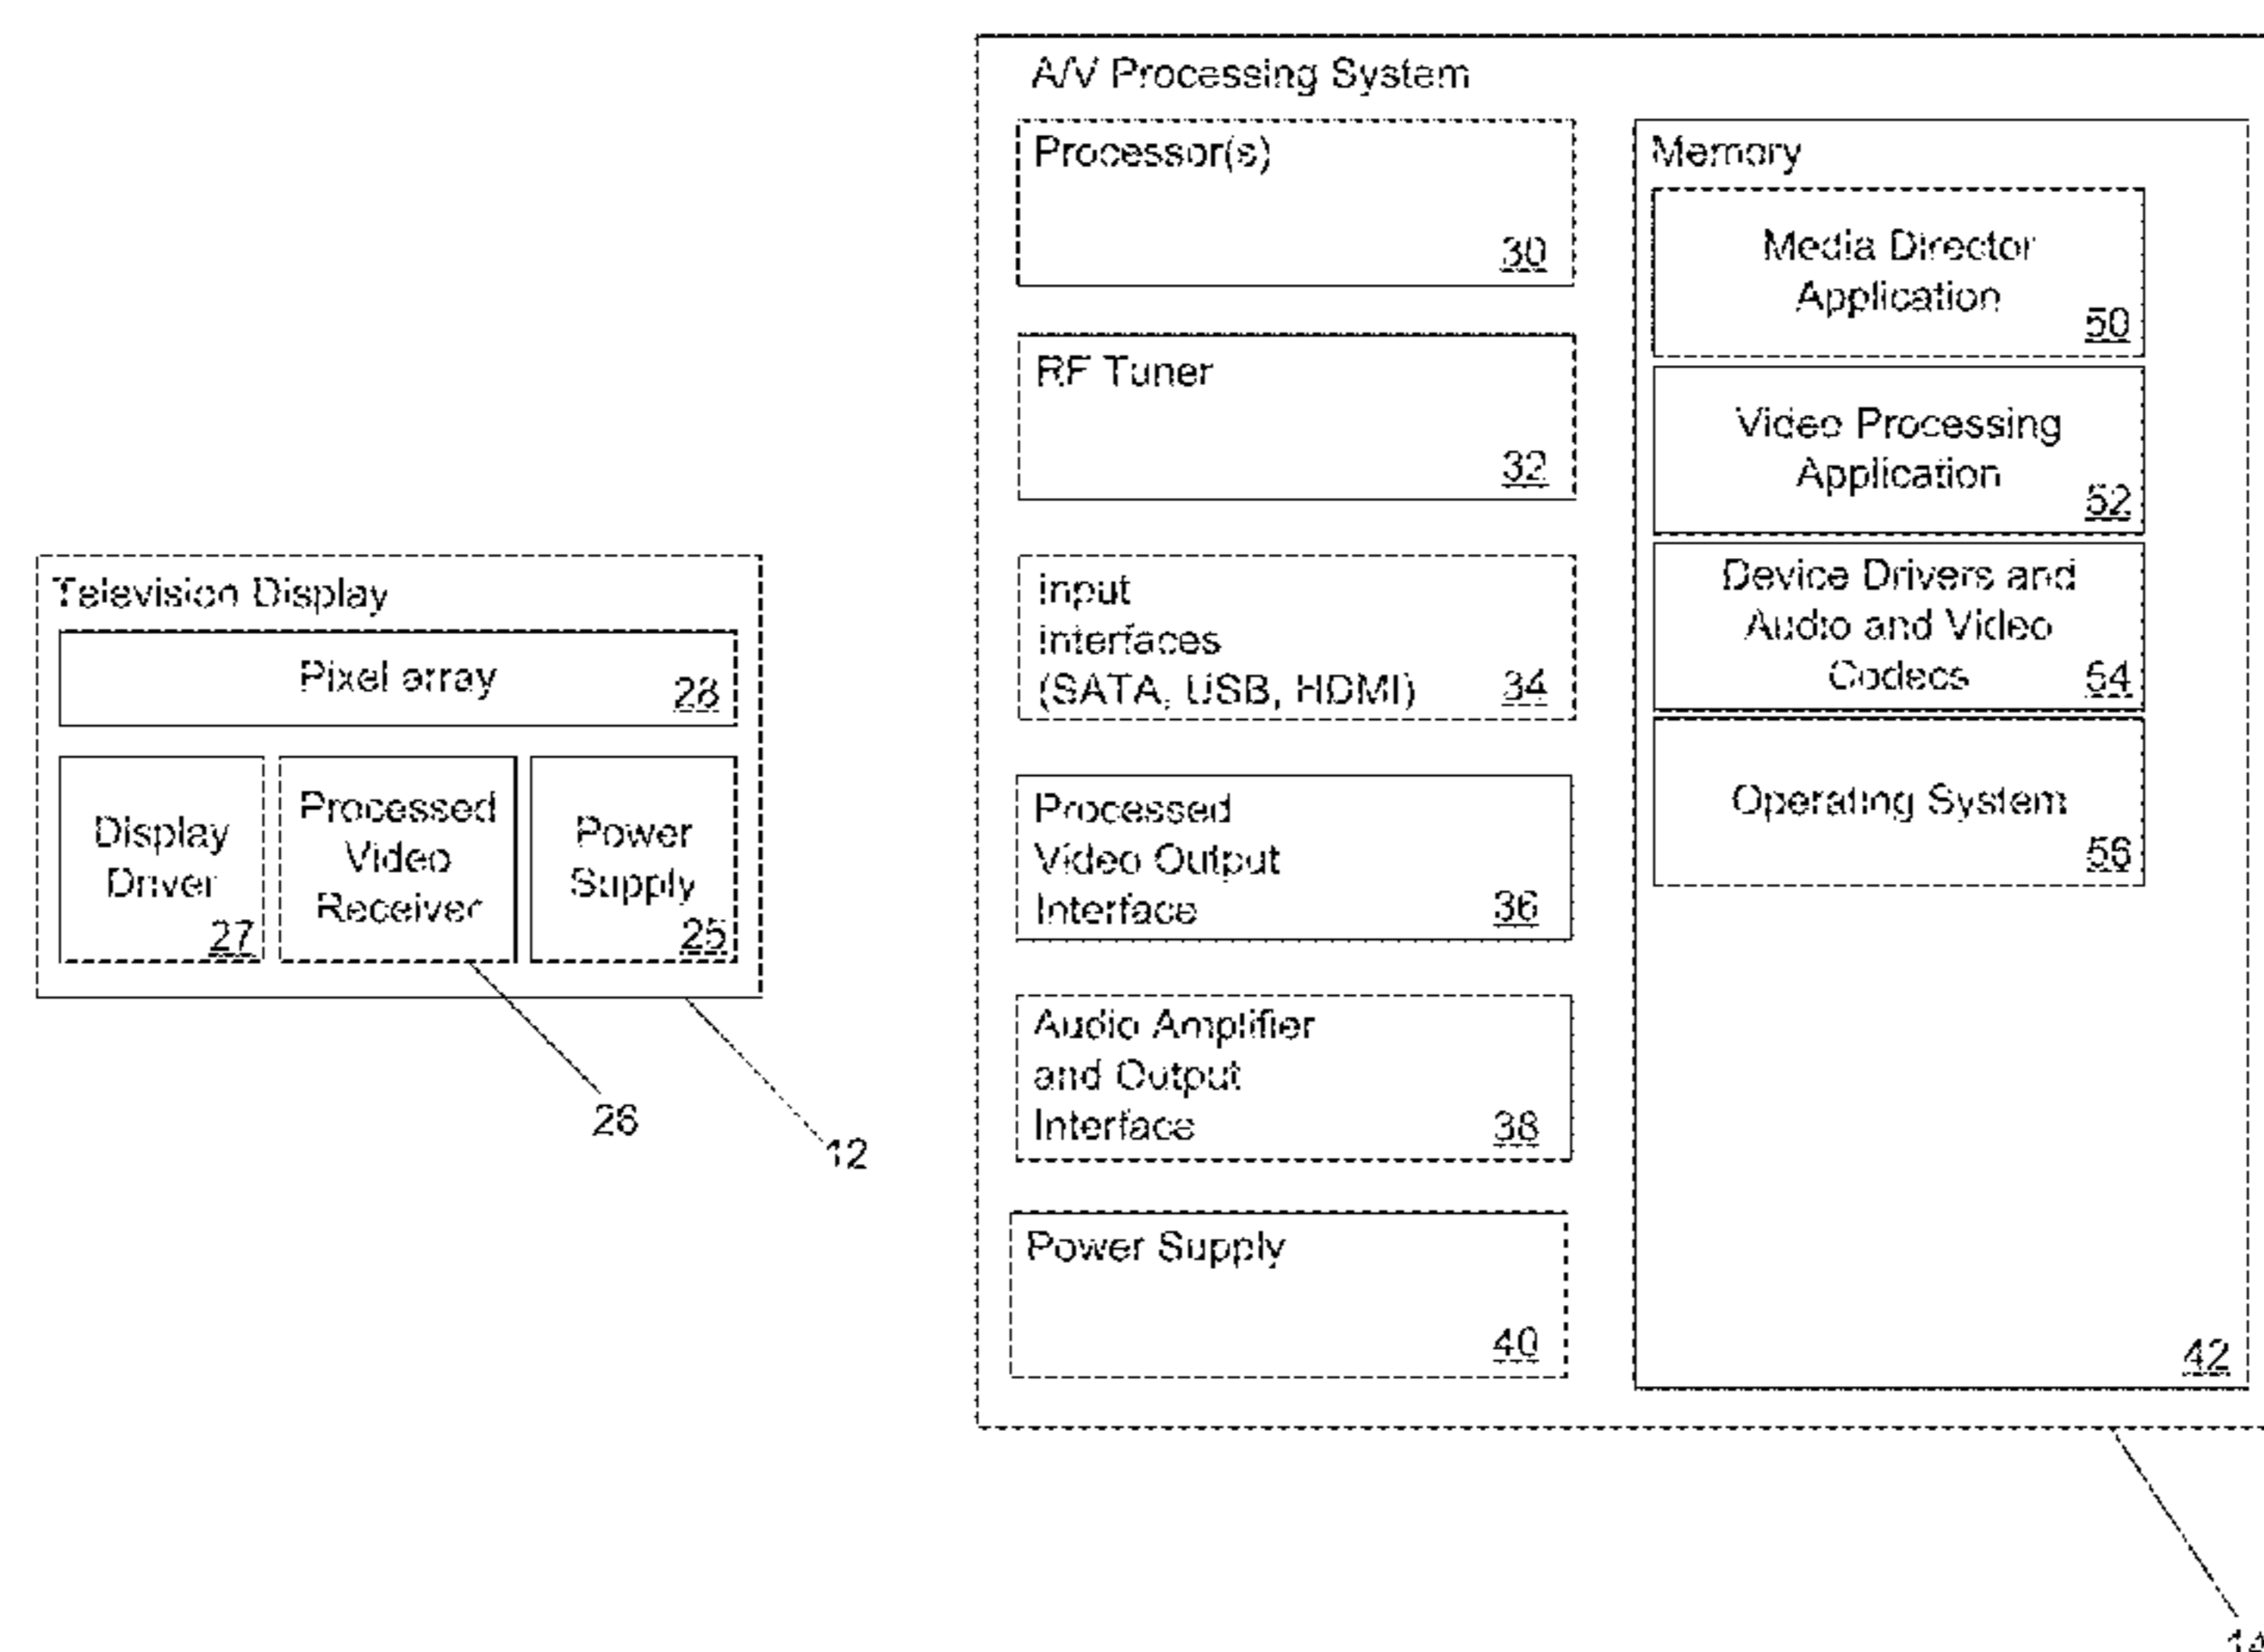 Television Display
Pixel array
28
Display
Driver
27
Processed
Video
Receiver
Power
Supply
25
26
12
A/V Processing System
Processor(s)
30
RF Tuner
32
Input
Interfaces
(SATA, USB, HDMI)
34
Processed
Video Output
Interface
36
Audio Amplifier
and Output
Interface
38
Power Supply
40
Memory
Media Director
Application
50
Video Processing
Application
52
Device Drivers and
Audio and Video
Codecs
54
Operating System
56
42